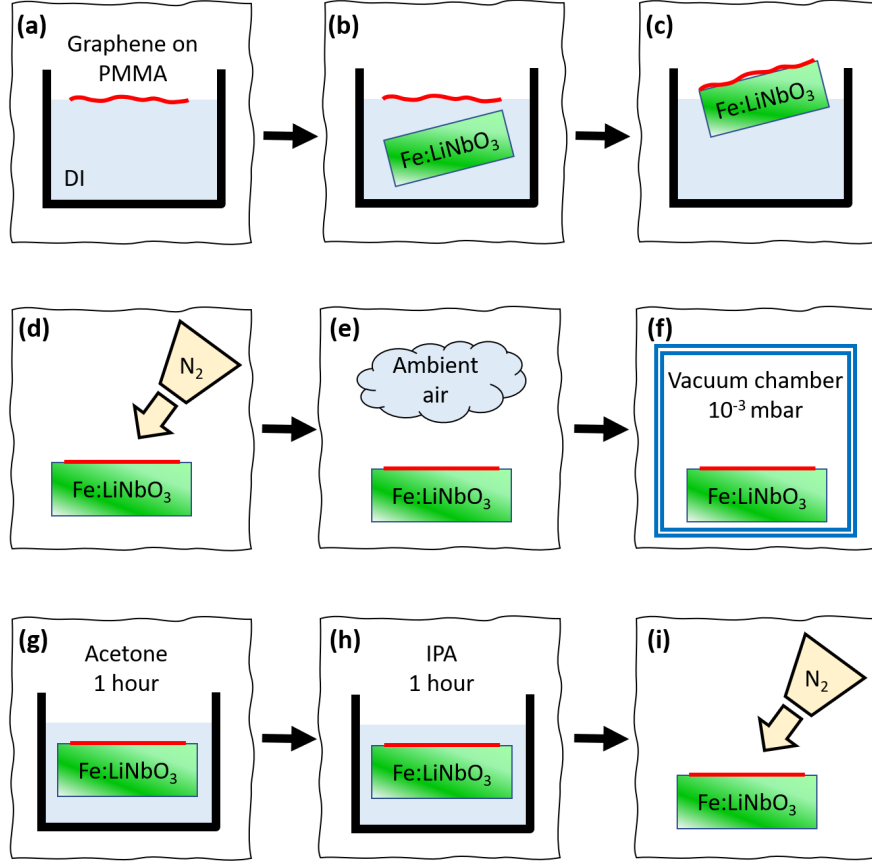 (a)
Graphene on
PMMA
DI
(b)
Fe:LiNbO₃
(c)
Fe:LiNbO₃
(d)
N₂
Fe:LiNbO₃
(e)
Ambient
air
Fe:LiNbO₃
(f)
Vacuum chamber
10⁻³ mbar
Fe:LiNbO₃
(g)
Acetone
1 hour
Fe:LiNbO₃
(h)
IPA
1 hour
Fe:LiNbO₃
(i)
N₂
Fe:LiNbO₃